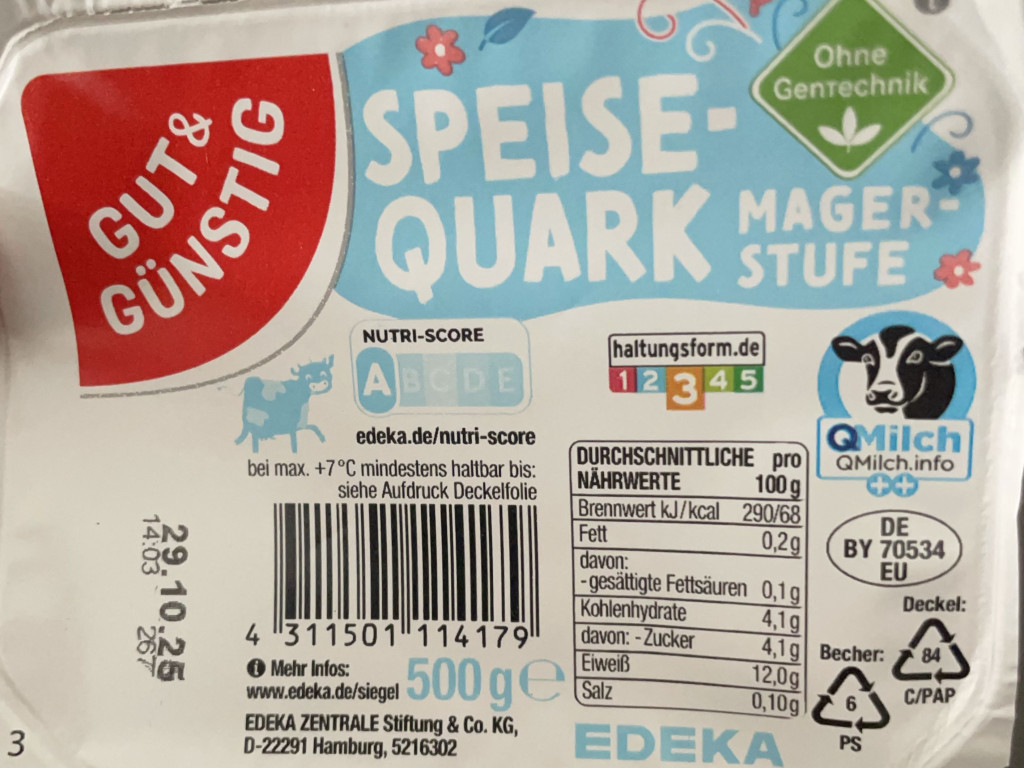 GUT &
GÜNSTIG
SPEISE-
QUARK
MAGER-
STUFE
Ohne
GenTechnik
NUTRI-SCORE
A B C D E
edeka.de/nutri-score
bei max. +7°C mindestens haltbar bis:
siehe Aufdruck Deckelfolie
29.10.25
14:03 267
4 311501 114179
Mehr Infos:
www.edeka.de/siegel
500 g e
EDEKA ZENTRALE Stiftung & Co. KG,
D-22291 Hamburg, 5216302
3
haltungsform.de
1 2 3 4 5
DURCHSCHNITTLICHE pro
NÄHRWERTE 100 g
Brennwert kJ/kcal 290/68
Fett 0,2g
davon:
- gesättigte Fettsäuren 0,1g
Kohlenhydrate 4,1g
davon: - Zucker 4,1g
Eiweiß 12,0g
Salz 0,10g
EDEKA
QMilch
QMilch.info
++
DE
BY 70534
EU
Deckel:
84
C/PAP
Becher:
6
PS